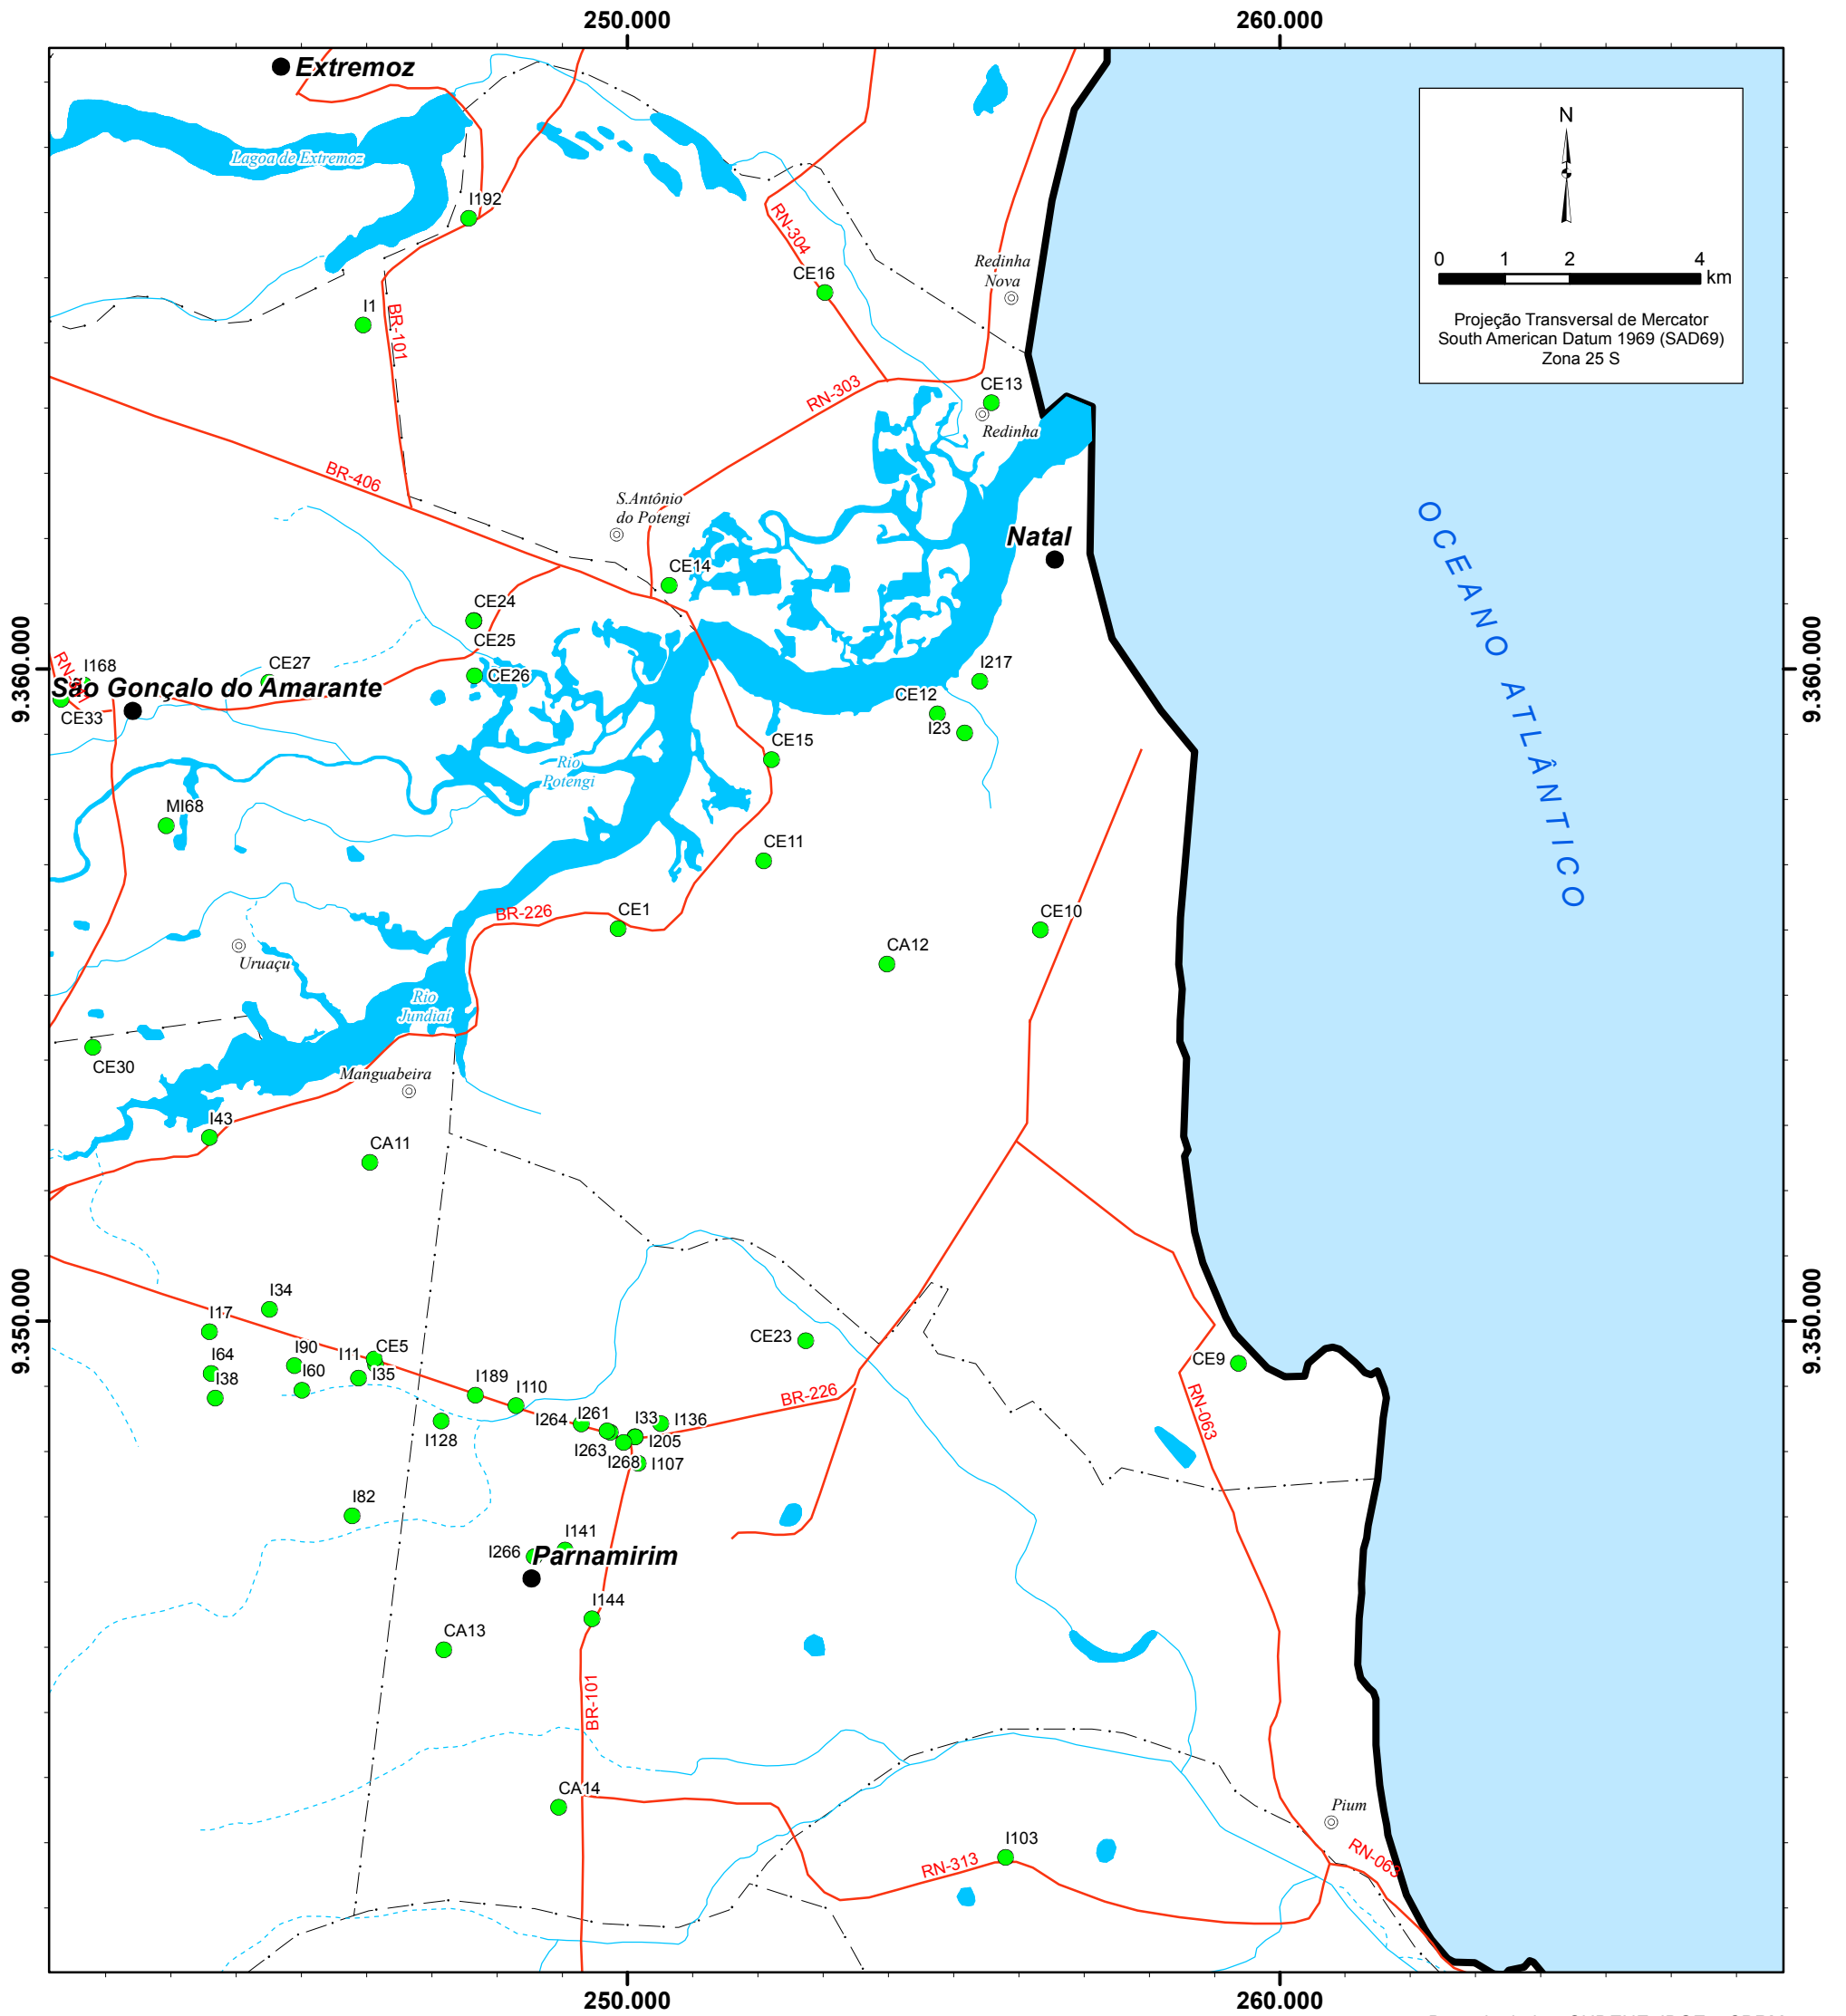 250.000
260.000
Extremoz
N
0 1 2 4
km
Projeção Transversal de Mercator
South American Datum 1969 (SAD69)
Zona 25 S
Lagoa de Extremoz
I192
RN-304
CE16
Redinha
Nova
I1
BR-101
CE13
Redinha
RN-303
BR-406
S.Antônio
do Potengi
Natal
OCEANO ATLÂNTICO
CE14
CE24
CE25
CE26
9.360.000
9.360.000
I168
CE27
São Gonçalo do Amarante
CE33
I217
CE12
I23
CE15
Rio
Potengi
MI68
CE11
BR-226
CE1
CE10
CA12
Uruaçu
Rio
Jundiaí
CE30
Manguabeira
I43
CA11
9.350.000
9.350.000
I34
I17
CE23
I90
I11
CE5
CE9
I64
I60
I35
I38
I189
I110
BR-226
RN-063
I264
I261
I33
I136
I128
I263
I205
I268
I107
I82
I141
I266
Parnamirim
I144
CA13
BR-101
CA14
Pium
I103
RN-313
RN-063
250.000
260.000